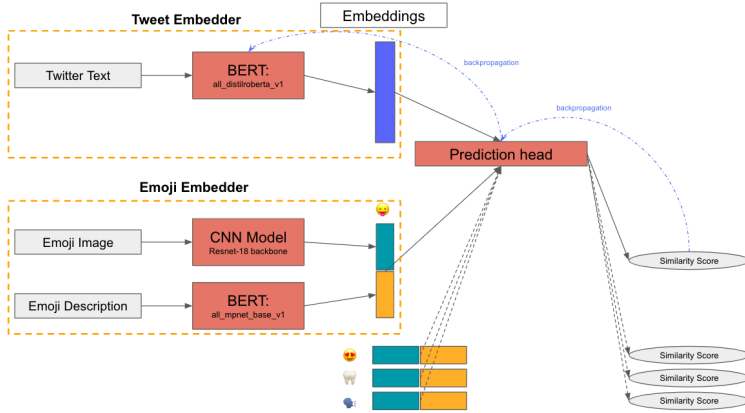 Tweet Embedder
Embeddings
Twitter Text
BERT:
all_distilroberta_v1
backpropagation
backpropagation
Prediction head
Emoji Embedder
Emoji Image
CNN Model
Resnet-18 backbone
Similarity Score
Emoji Description
BERT:
all_mpnet_base_v1
Similarity Score
Similarity Score
Similarity Score